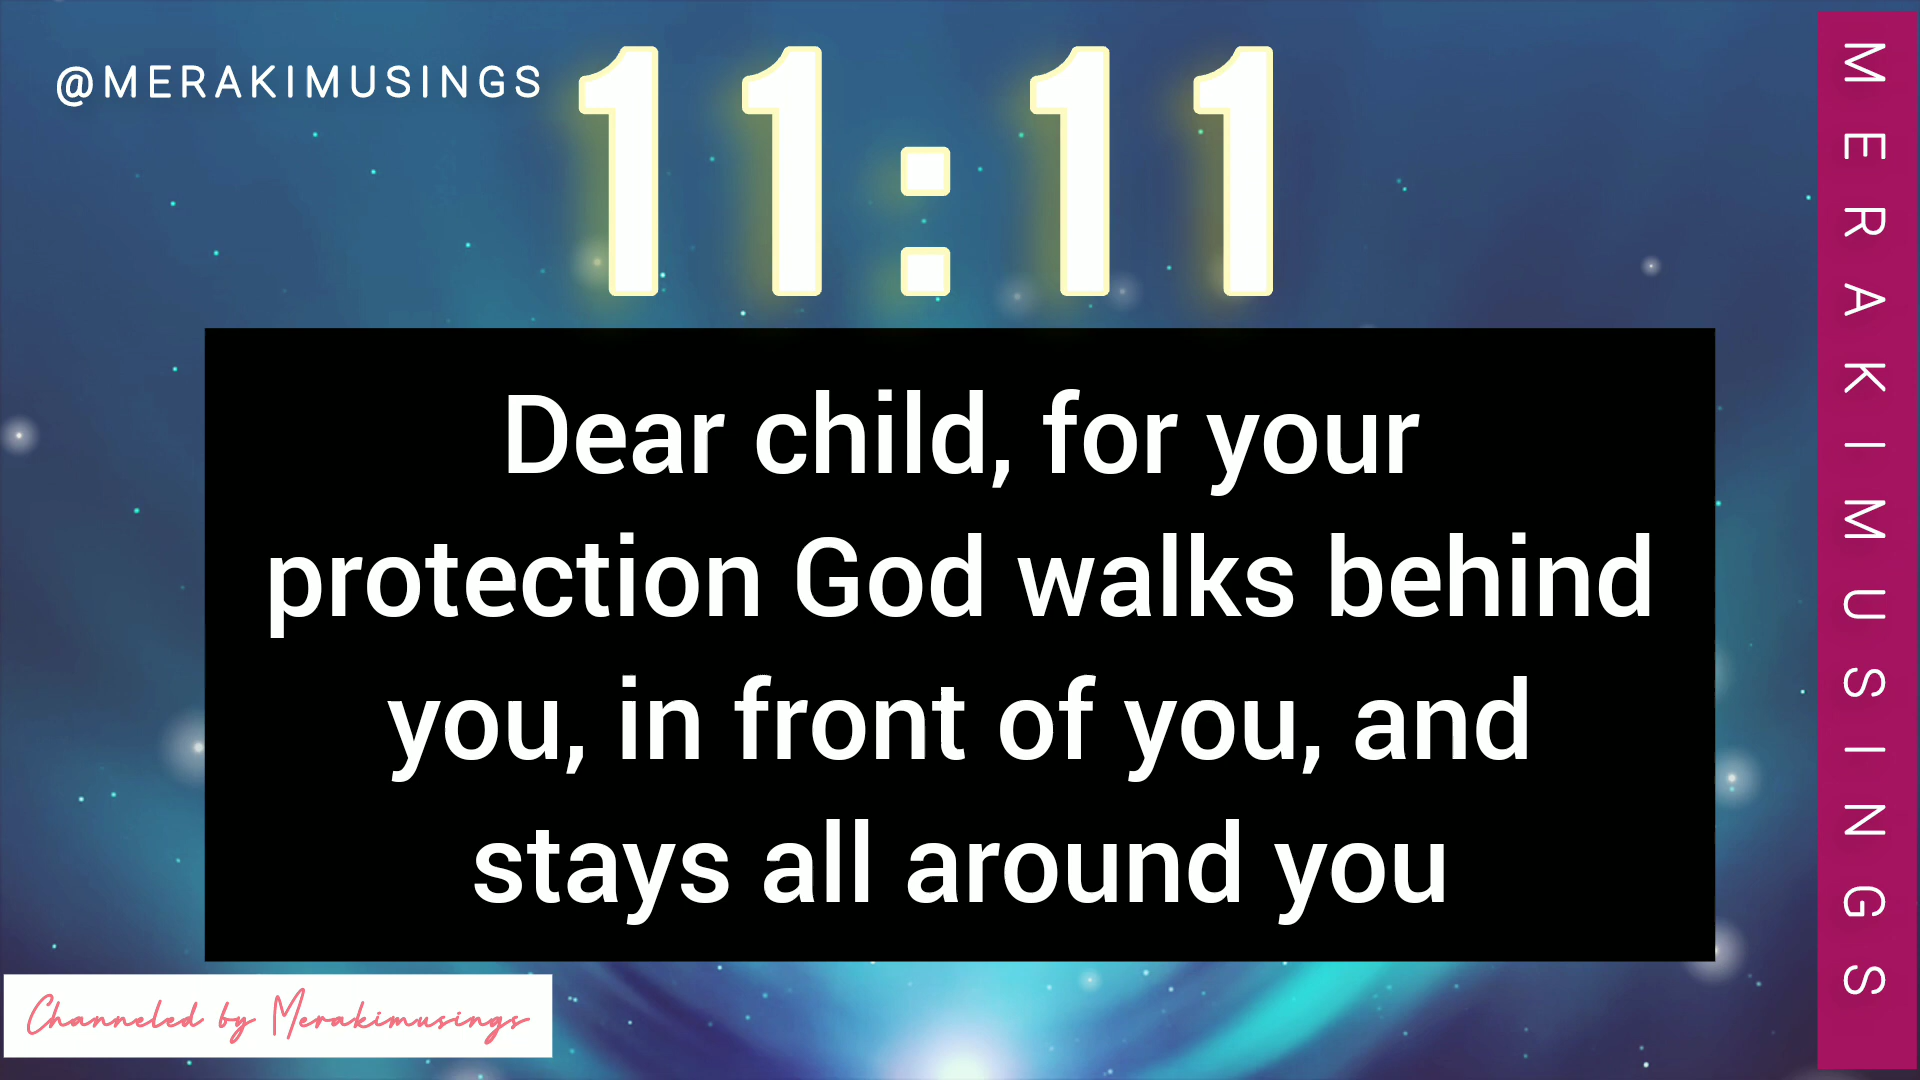 @MERAKIMUSINGS
11:11
Dear child, for your
protection God walks behind
you, in front of you, and
stays all around you
Channeled by Merakimusings
MERAKIMUSINGS